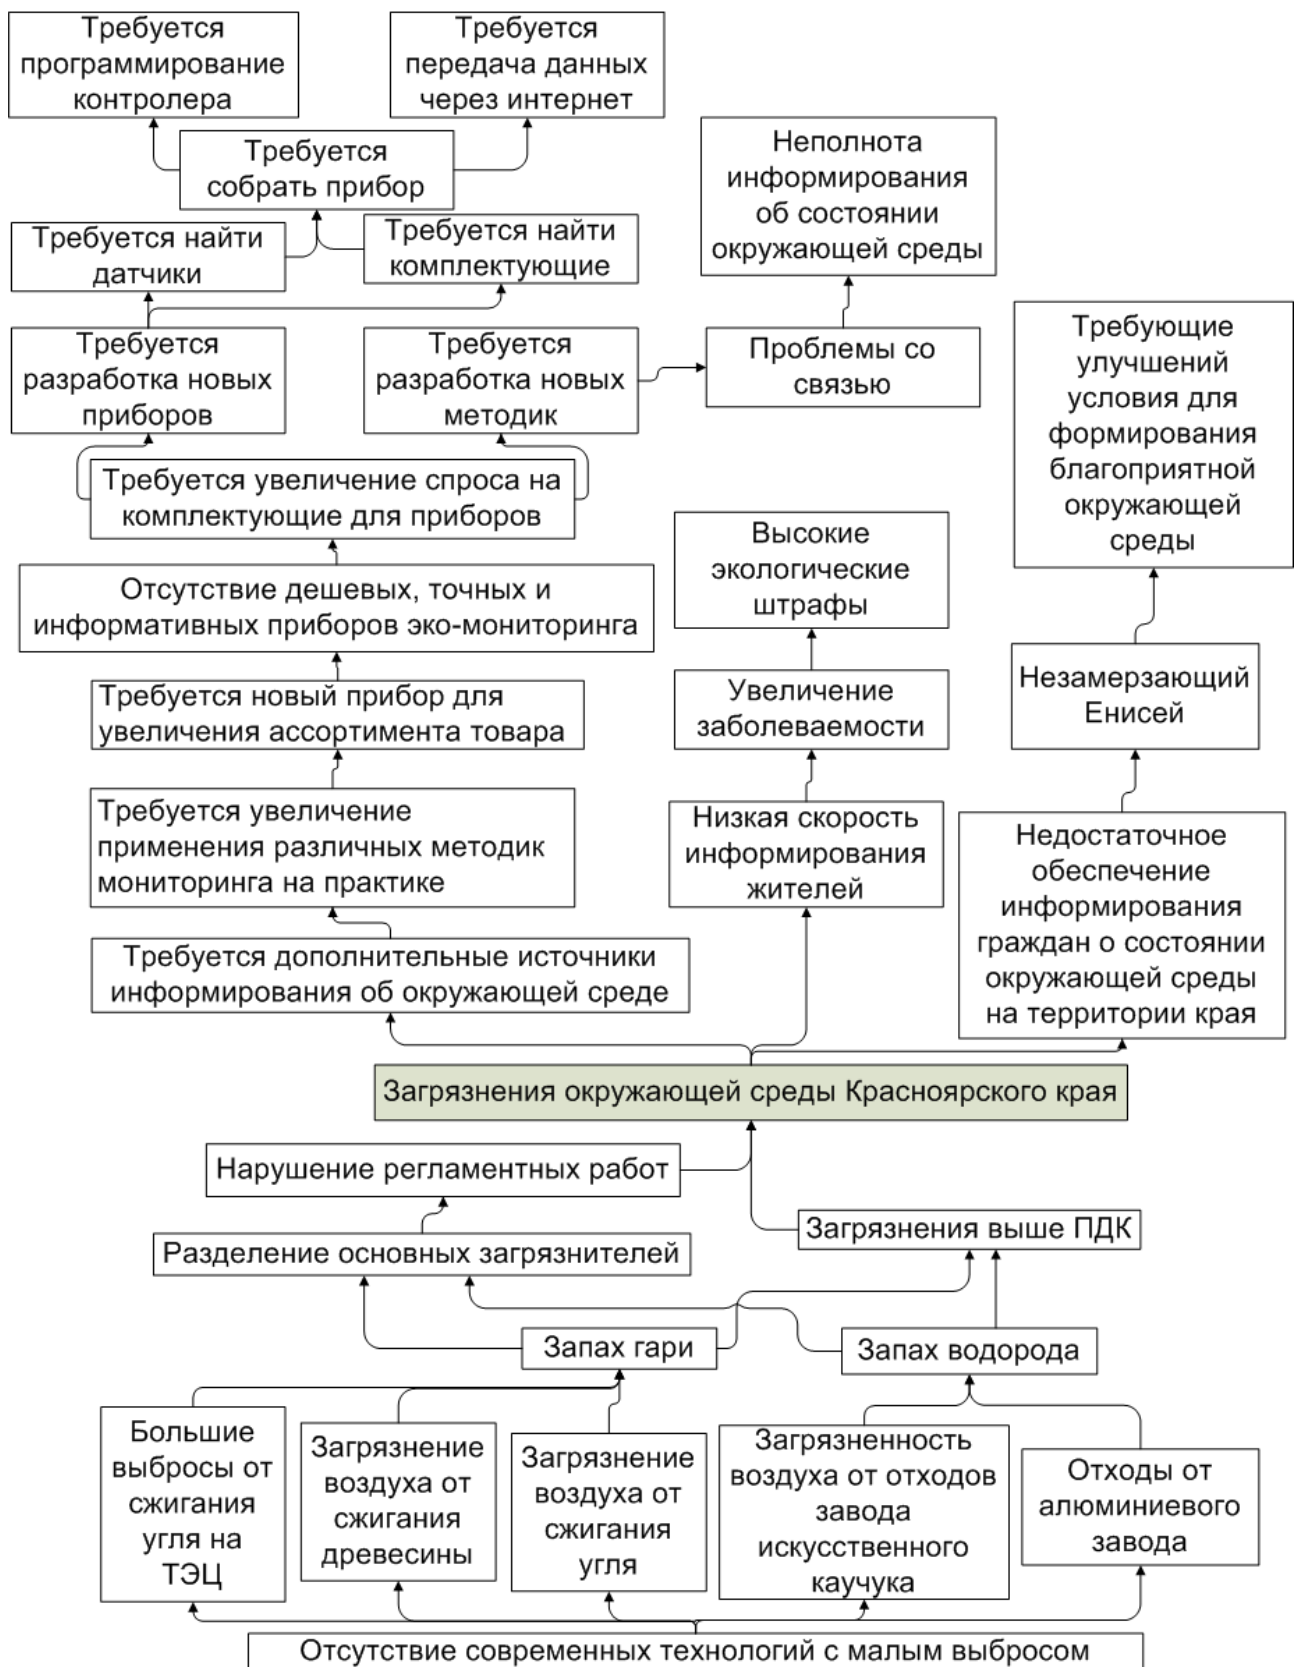 Требуется
программирование
контролера
Требуется
передача данных
через интернет
Требуется
собрать прибор
Неполнота
информирования
об состоянии
окружающей среды
Требуется найти
датчики
Требуется найти
комплектующие
Требуется
разработка новых
приборов
Требуется
разработка новых
методик
Проблемы со
связью
Требующие
улучшений
условия для
формирования
благоприятной
окружающей
среды
Требуется увеличение спроса на
комплектующие для приборов
Высокие
экологические
штрафы
Отсутствие дешевых, точных и
информативных приборов эко-мониторинга
Незамерзающий
Енисей
Требуется новый прибор для
увеличения ассортимента товара
Увеличение
заболеваемости
Требуется увеличение
применения различных методик
мониторинга на практике
Низкая скорость
информирования
жителей
Недостаточное
обеспечение
информирования
граждан о состоянии
окружающей среды
на территории края
Требуется дополнительные источники
информирования об окружающей среде
Загрязнения окружающей среды Красноярского края
Нарушение регламентных работ
Загрязнения выше ПДК
Разделение основных загрязнителей
Запах гари
Запах водорода
Большие
выбросы от
сжигания
угля на
ТЭЦ
Загрязнение
воздуха от
сжигания
древесины
Загрязнение
воздуха от
сжигания
угля
Загрязненность
воздуха от отходов
завода
искусственного
каучука
Отходы от
алюминиевого
завода
Отсутствие современных технологий с малым выбросом